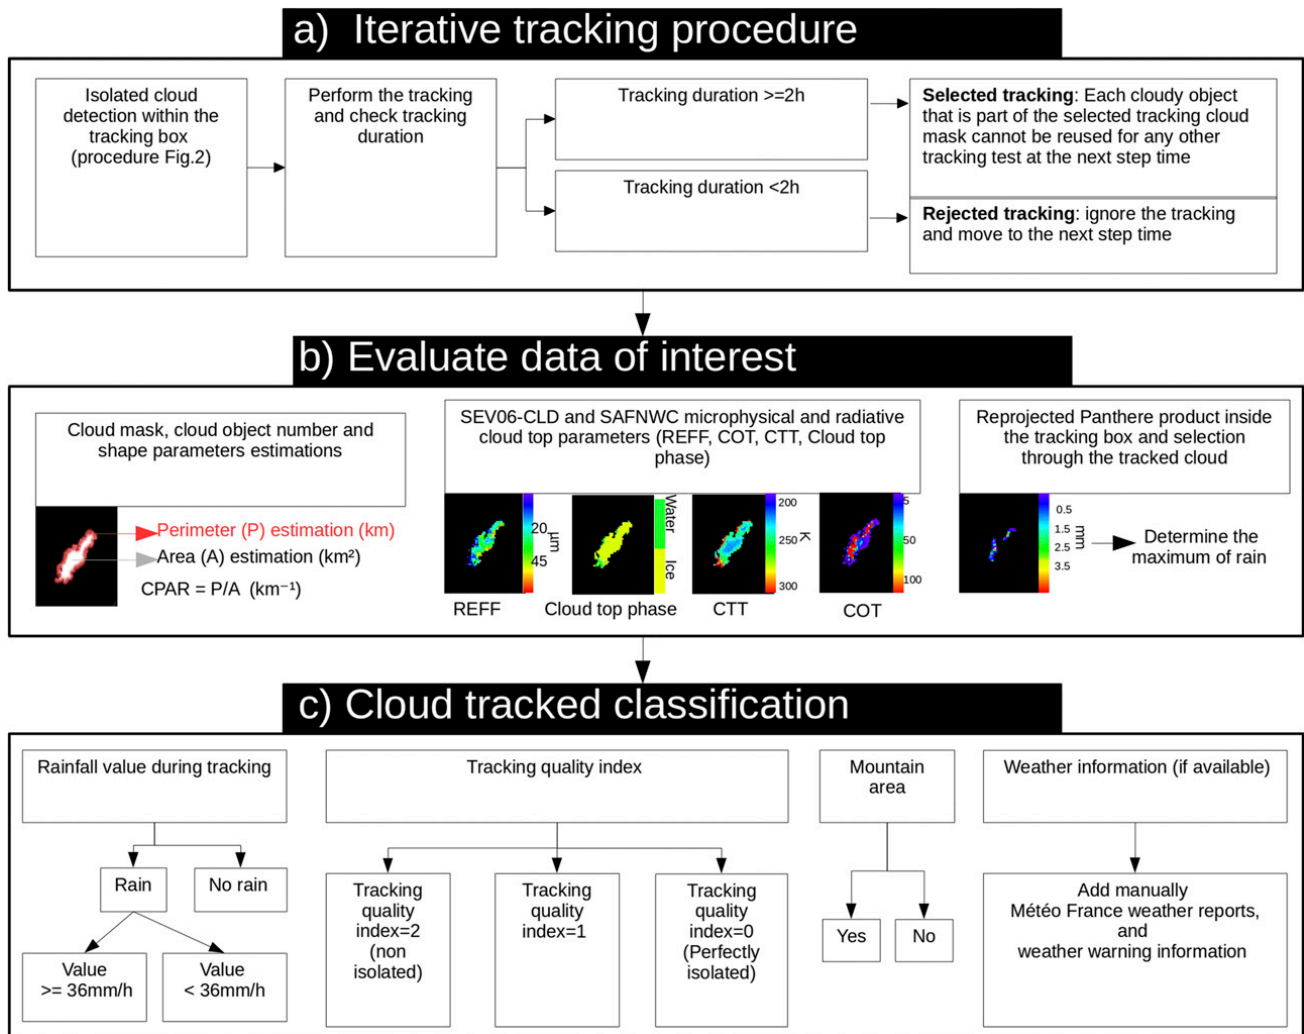 a) Iterative tracking procedure
Isolated cloud
detection within the
tracking box
(procedure Fig.2)
Perform the tracking
and check tracking
duration
Tracking duration >=2h
Tracking duration <2h
Selected tracking: Each cloudy object
that is part of the selected tracking cloud
mask cannot be reused for any other
tracking test at the next step time
Rejected tracking: ignore the tracking
and move to the next step time
b) Evaluate data of interest
Cloud mask, cloud object number and
shape parameters estimations
Perimeter (P) estimation (km)
Area (A) estimation (km²)
CPAR = P/A (km⁻¹)
SEV06-CLD and SAFNWC microphysical and radiative
cloud top parameters (REFF, COT, CTT, Cloud top
phase)
20
45
µm
REFF
Water
Ice
Cloud top phase
200
250
300
K
CTT
5
50
100
COT
Reprojected Panthere product inside
the tracking box and selection
through the tracked cloud
0.5
1.5
2.5
3.5
mm
Determine the
maximum of rain
c) Cloud tracked classification
Rainfall value during tracking
Rain
No rain
Value
>= 36mm/h
Value
< 36mm/h
Tracking quality index
Tracking
quality
index=2
(non
isolated)
Tracking
quality
index=1
Tracking
quality
index=0
(Perfectly
isolated)
Mountain
area
Yes
No
Weather information (if available)
Add manually
Météo France weather reports,
and
weather warning information